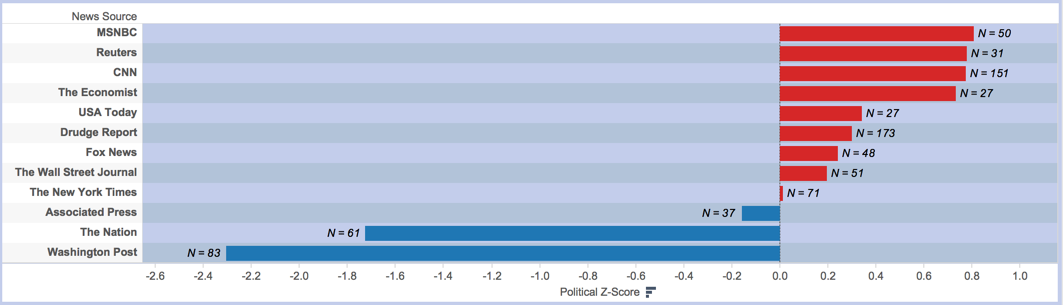 News Source
MSNBC N = 50
Reuters N = 31
CNN N = 151
The Economist N = 27
USA Today N = 27
Drudge Report N = 173
Fox News N = 48
The Wall Street Journal N = 51
The New York Times N = 71
Associated Press N = 37
The Nation N = 61
Washington Post N = 83
-2.6 -2.4 -2.2 -2.0 -1.8 -1.6 -1.4 -1.2 -1.0 -0.8 -0.6 -0.4 -0.2 0.0 0.2 0.4 0.6 0.8 1.0
Political Z-Score